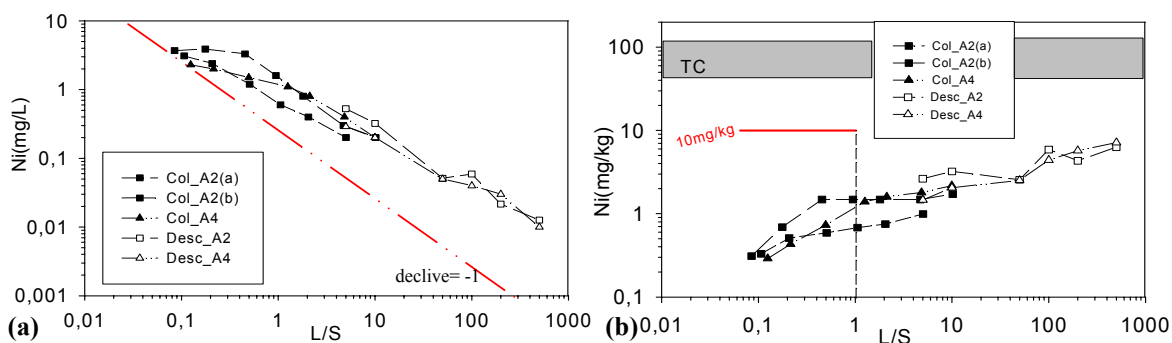 10
1
0,1
0,01
0,001
Ni(mg/L)
Col_A2(a)
Col_A2(b)
Col_A4
Desc_A2
Desc_A4
declive= -1
0,01 0,1 1 10 100 1000
L/S
(a)
100
10
1
0,1
Ni(mg/kg)
TC
10mg/kg
Col_A2(a)
Col_A2(b)
Col_A4
Desc_A2
Desc_A4
0,01 0,1 1 10 100 1000
L/S
(b)